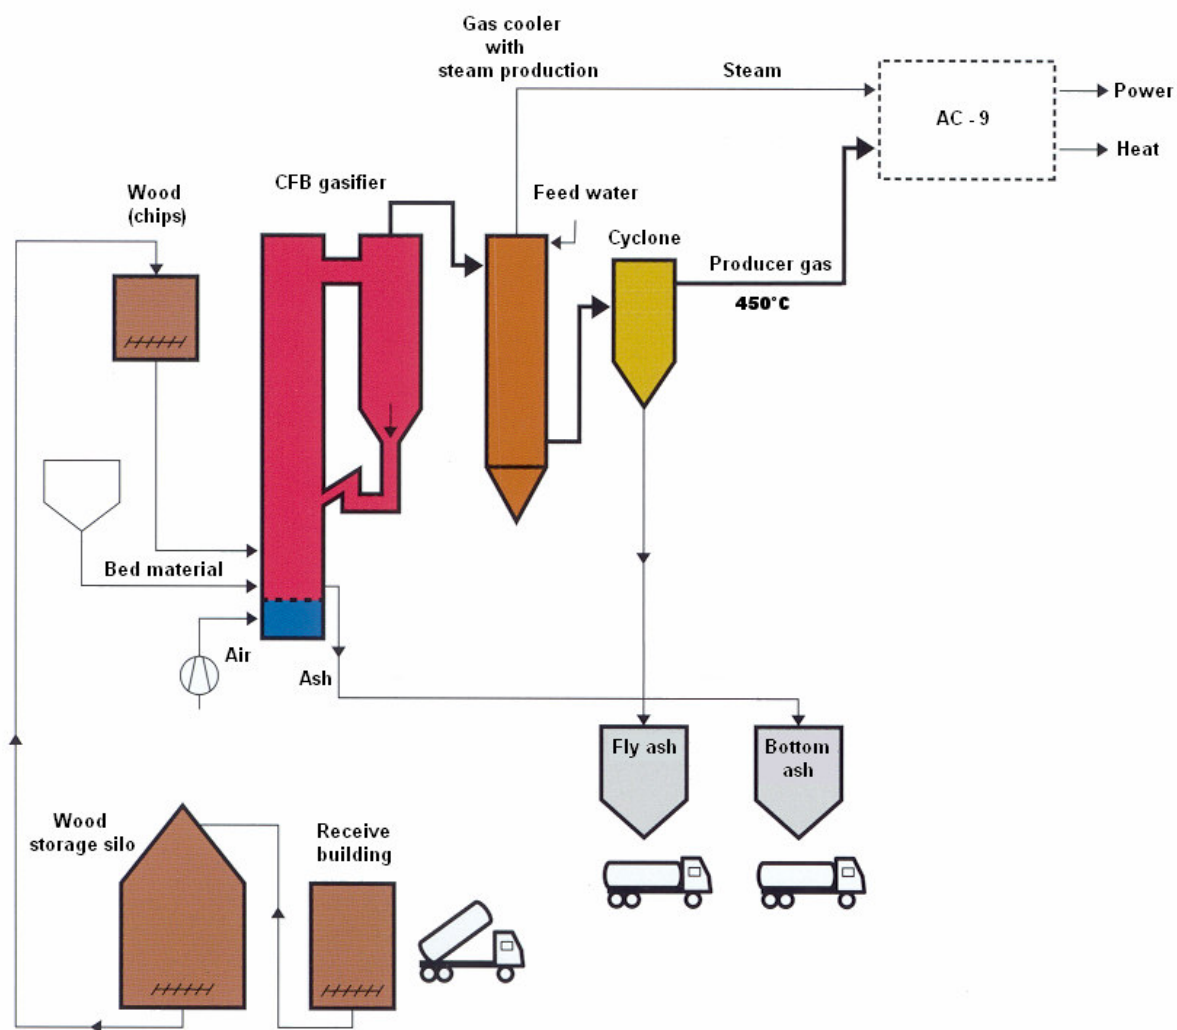 Gas cooler
with
steam production
Steam
AC - 9
Power
Heat
CFB gasifier
Wood
(chips)
Feed water
Cyclone
Producer gas
450°C
Bed material
Air
Ash
Fly ash
Bottom
ash
Wood
storage silo
Receive
building